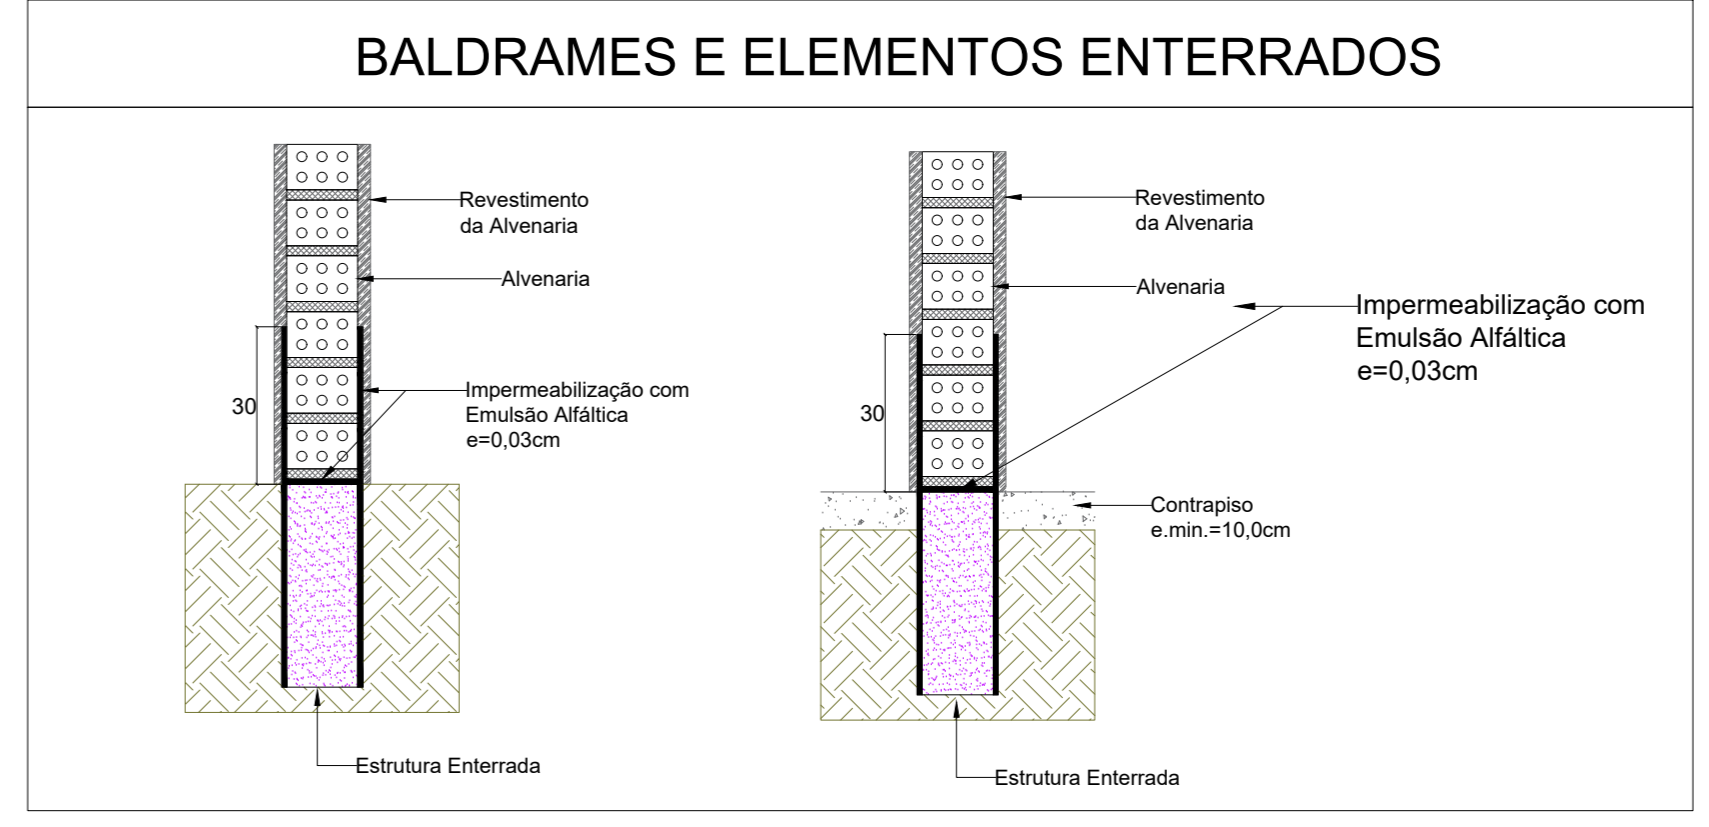 BALDRAMES E ELEMENTOS ENTERRADOS
Revestimento
da Alvenaria
Alvenaria
30
Impermeabilização com
Emulsão Alfáltica
e=0,03cm
Estrutura Enterrada
Revestimento
da Alvenaria
Alvenaria
Impermeabilização com
Emulsão Alfáltica
e=0,03cm
30
Contrapiso
e.min.=10,0cm
Estrutura Enterrada